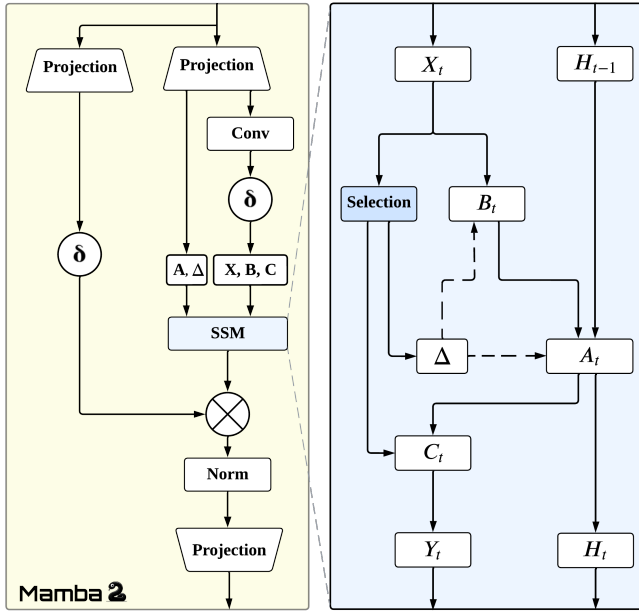 Projection
Projection
Conv
δ
δ
A, Δ
X, B, C
SSM
Norm
Projection
Mamba 2
X_t
H_{t-1}
Selection
B_t
Δ
A_t
C_t
Y_t
H_t